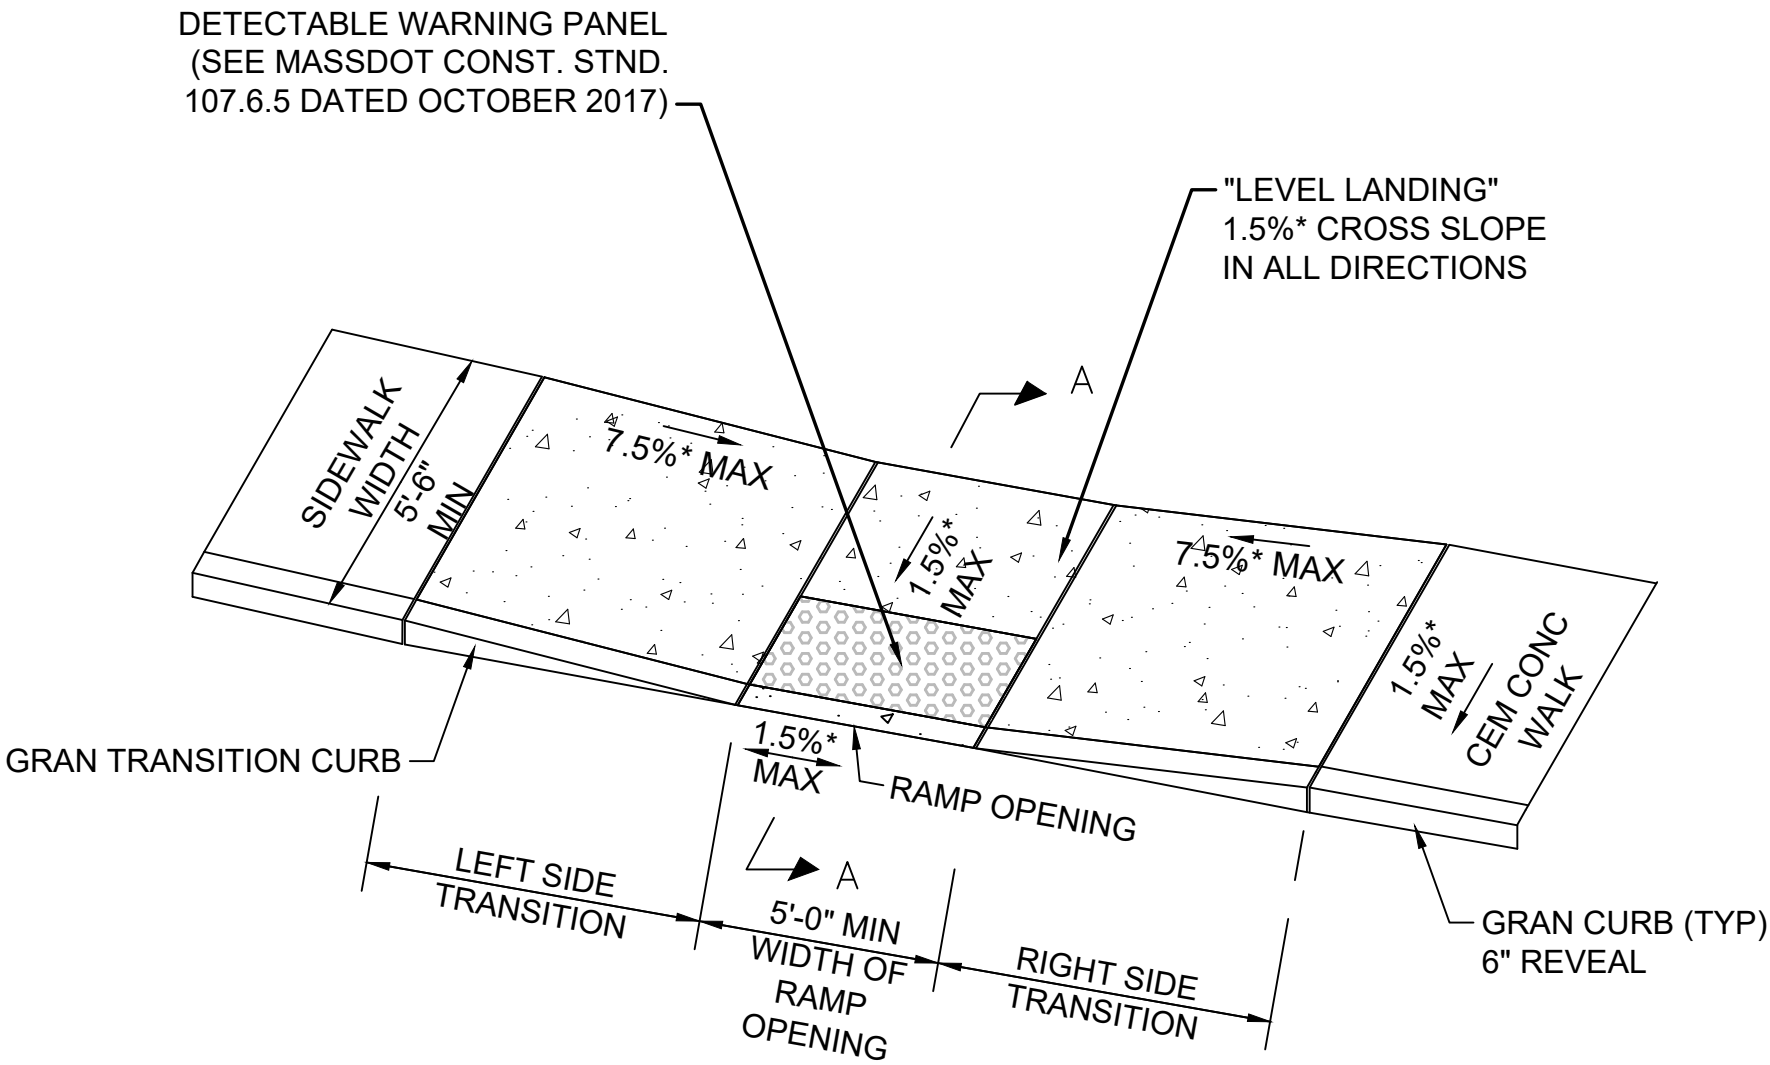 DETECTABLE WARNING PANEL
(SEE MASSDOT CONST. STND.
107.6.5 DATED OCTOBER 2017)
"LEVEL LANDING"
1.5%* CROSS SLOPE
IN ALL DIRECTIONS
A
SIDEWALK
WIDTH
5'-6"
MIN
7.5%* MAX
1.5%*
MAX
7.5%* MAX
1.5%*
MAX
CEM CONC
WALK
GRAN TRANSITION CURB
1.5%*
MAX
RAMP OPENING
A
LEFT SIDE
TRANSITION
5'-0" MIN
WIDTH OF
RAMP
OPENING
RIGHT SIDE
TRANSITION
GRAN CURB (TYP)
6" REVEAL